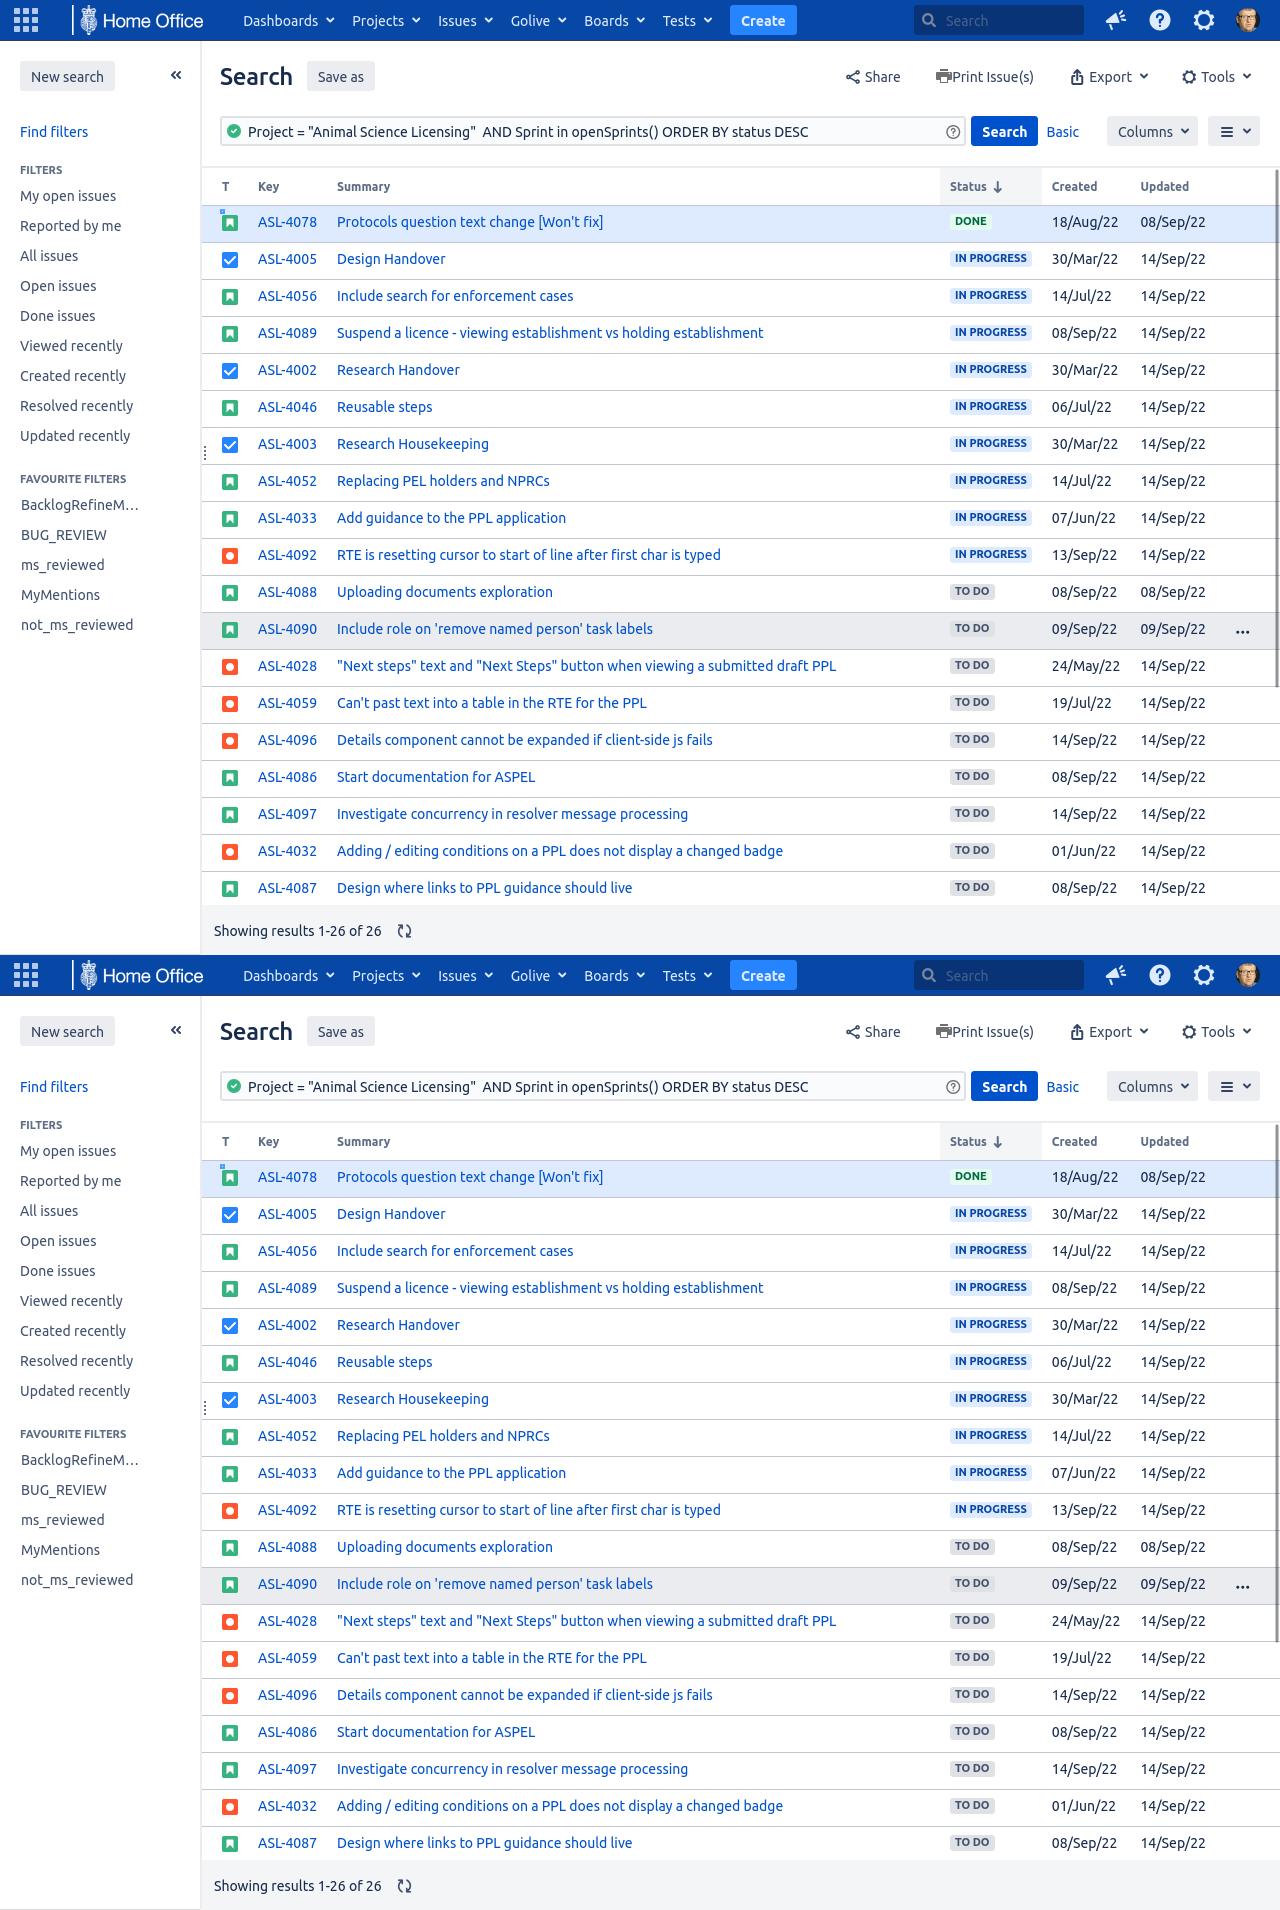 Home Office Dashboards Projects Issues Golive Boards Tests Create Search
New search Search Save as Share Print Issue(s) Export Tools
Find filters Project = "Animal Science Licensing" AND Sprint in openSprints() ORDER BY status DESC Search Basic Columns
FILTERS
My open issues
Reported by me
All issues
Open issues
Done issues
Viewed recently
Created recently
Resolved recently
Updated recently
FAVOURITE FILTERS
BacklogRefineM...
BUG_REVIEW
ms_reviewed
MyMentions
not_ms_reviewed
T Key Summary Status Created Updated
ASL-4078 Protocols question text change [Won't fix] DONE 18/Aug/22 08/Sep/22
ASL-4005 Design Handover IN PROGRESS 30/Mar/22 14/Sep/22
ASL-4056 Include search for enforcement cases IN PROGRESS 14/Jul/22 14/Sep/22
ASL-4089 Suspend a licence - viewing establishment vs holding establishment IN PROGRESS 08/Sep/22 14/Sep/22
ASL-4002 Research Handover IN PROGRESS 30/Mar/22 14/Sep/22
ASL-4046 Reusable steps IN PROGRESS 06/Jul/22 14/Sep/22
ASL-4003 Research Housekeeping IN PROGRESS 30/Mar/22 14/Sep/22
ASL-4052 Replacing PEL holders and NPRCs IN PROGRESS 14/Jul/22 14/Sep/22
ASL-4033 Add guidance to the PPL application IN PROGRESS 07/Jun/22 14/Sep/22
ASL-4092 RTE is resetting cursor to start of line after first char is typed IN PROGRESS 13/Sep/22 14/Sep/22
ASL-4088 Uploading documents exploration TO DO 08/Sep/22 08/Sep/22
ASL-4090 Include role on 'remove named person' task labels TO DO 09/Sep/22 09/Sep/22
ASL-4028 "Next steps" text and "Next Steps" button when viewing a submitted draft PPL TO DO 24/May/22 14/Sep/22
ASL-4059 Can't past text into a table in the RTE for the PPL TO DO 19/Jul/22 14/Sep/22
ASL-4096 Details component cannot be expanded if client-side js fails TO DO 14/Sep/22 14/Sep/22
ASL-4086 Start documentation for ASPEL TO DO 08/Sep/22 14/Sep/22
ASL-4097 Investigate concurrency in resolver message processing TO DO 14/Sep/22 14/Sep/22
ASL-4032 Adding / editing conditions on a PPL does not display a changed badge TO DO 01/Jun/22 14/Sep/22
ASL-4087 Design where links to PPL guidance should live TO DO 08/Sep/22 14/Sep/22
Showing results 1-26 of 26
Home Office Dashboards Projects Issues Golive Boards Tests Create Search
New search Search Save as Share Print Issue(s) Export Tools
Find filters Project = "Animal Science Licensing" AND Sprint in openSprints() ORDER BY status DESC Search Basic Columns
FILTERS
My open issues
Reported by me
All issues
Open issues
Done issues
Viewed recently
Created recently
Resolved recently
Updated recently
FAVOURITE FILTERS
BacklogRefineM...
BUG_REVIEW
ms_reviewed
MyMentions
not_ms_reviewed
T Key Summary Status Created Updated
ASL-4078 Protocols question text change [Won't fix] DONE 18/Aug/22 08/Sep/22
ASL-4005 Design Handover IN PROGRESS 30/Mar/22 14/Sep/22
ASL-4056 Include search for enforcement cases IN PROGRESS 14/Jul/22 14/Sep/22
ASL-4089 Suspend a licence - viewing establishment vs holding establishment IN PROGRESS 08/Sep/22 14/Sep/22
ASL-4002 Research Handover IN PROGRESS 30/Mar/22 14/Sep/22
ASL-4046 Reusable steps IN PROGRESS 06/Jul/22 14/Sep/22
ASL-4003 Research Housekeeping IN PROGRESS 30/Mar/22 14/Sep/22
ASL-4052 Replacing PEL holders and NPRCs IN PROGRESS 14/Jul/22 14/Sep/22
ASL-4033 Add guidance to the PPL application IN PROGRESS 07/Jun/22 14/Sep/22
ASL-4092 RTE is resetting cursor to start of line after first char is typed IN PROGRESS 13/Sep/22 14/Sep/22
ASL-4088 Uploading documents exploration TO DO 08/Sep/22 08/Sep/22
ASL-4090 Include role on 'remove named person' task labels TO DO 09/Sep/22 09/Sep/22
ASL-4028 "Next steps" text and "Next Steps" button when viewing a submitted draft PPL TO DO 24/May/22 14/Sep/22
ASL-4059 Can't past text into a table in the RTE for the PPL TO DO 19/Jul/22 14/Sep/22
ASL-4096 Details component cannot be expanded if client-side js fails TO DO 14/Sep/22 14/Sep/22
ASL-4086 Start documentation for ASPEL TO DO 08/Sep/22 14/Sep/22
ASL-4097 Investigate concurrency in resolver message processing TO DO 14/Sep/22 14/Sep/22
ASL-4032 Adding / editing conditions on a PPL does not display a changed badge TO DO 01/Jun/22 14/Sep/22
ASL-4087 Design where links to PPL guidance should live TO DO 08/Sep/22 14/Sep/22
Showing results 1-26 of 26